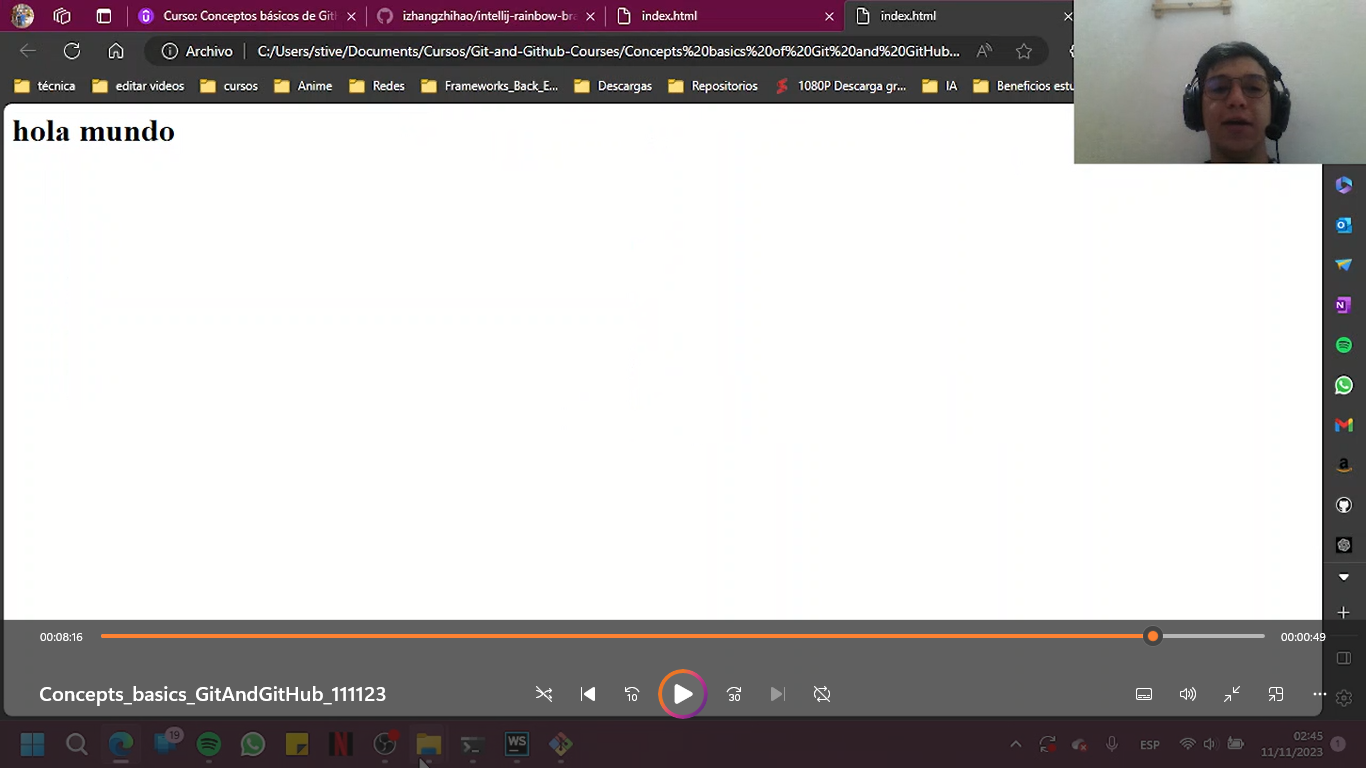 Curso: Conceptos básicos de Git
izhangzhihao/intellij-rainbow-bra
index.html
index.html
Archivo
C:/Users/stive/Documents/Cursos/Git-and-Github-Courses/Concepts%20basics%20of%20Git%20and%20GitHub...
técnica
editar videos
cursos
Anime
Redes
Frameworks_Back_E...
Descargas
Repositorios
1080P Descarga gr...
IA
Beneficios estu
hola mundo
00:08:16
00:00:49
Concepts_basics_GitAndGitHub_111123
10
30
19
WS
ESP
02:45
11/11/2023
1